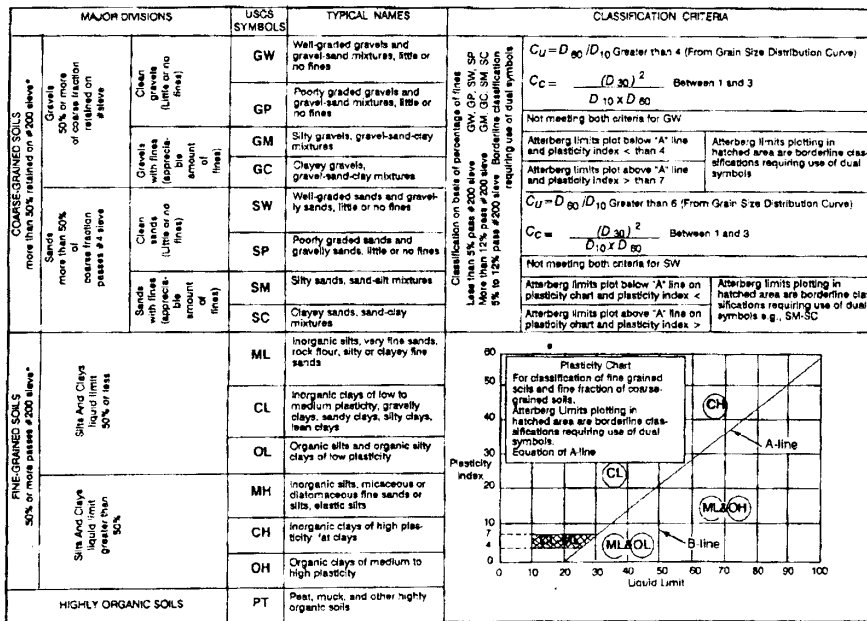 MAJOR DIVISIONS
USCS
SYMBOLS
TYPICAL NAMES
CLASSIFICATION CRITERIA
COARSE-GRAINED SOILS
more than 50% retained on #200 sieve*
Gravels
50% or more
of coarse fraction
retained on
#sieve
Clean
gravels
(Little or no
fines)
GW
Well-graded gravels and
gravel-sand mixtures, little or
no fines
GP
Poorly graded gravels and
gravel-sand mixtures, little or
no fines
Gravels
with fines
(apprecia-
ble
amount
of
fines)
GM
Silty gravels, gravel-sand-clay
mixtures
GC
Clayey gravels,
gravel-sand-clay mixtures
Sands
more than 50%
of
coarse fraction
passes #4 sieve
Clean
sands
(Little or no
fines)
SW
Well-graded sands and gravel-
ly sands, little or no fines
SP
Poorly graded sands and
gravelly sands, little or no fines
Sands
with fines
(apprecia-
ble
amount
of
fines)
SM
Silty sands, sand-silt mixtures
SC
Clayey sands, sand-clay
mixtures
Classification on basis of percentage of fines
Less than 5% pass #200 sieve GW, GP, SW, SP
More than 12% pass #200 sieve GM, GC, SM, SC
5% to 12% pass #200 sieve Borderline classification
requiring use of dual symbols
C_U = D_60 / D_10 Greater than 4 (From Grain Size Distribution Curve)
C_C = (D_30)^2 / D_10 x D_60 Between 1 and 3
Not meeting both criteria for GW
Atterberg limits plot below "A" line
and plasticity index < than 4
Atterberg limits plot above "A" line
and plasticity index > than 7
Atterberg limits plotting in
hatched area are borderline clas-
sifications requiring use of dual
symbols
C_U = D_60 / D_10 Greater than 6 (From Grain Size Distribution Curve)
C_C = (D_30)^2 / D_10 x D_60 Between 1 and 3
Not meeting both criteria for SW
Atterberg limits plot below "A" line on
plasticity chart and plasticity index <
Atterberg limits plot above "A" line on
plasticity chart and plasticity index >
Atterberg limits plotting in
hatched area are borderline clas
sifications requiring use of dual
symbols e.g., SM-SC
FINE-GRAINED SOILS
50% or more passes #200 sieve*
Silts And Clays
liquid limit
50% or less
ML
Inorganic silts, very fine sands,
rock flour, silty or clayey fine
sands
CL
Inorganic clays of low to
medium plasticity, gravelly
clays, sandy clays, silty clays,
lean clays
OL
Organic silts and organic silty
clays of low plasticity
Silts And Clays
liquid limit
greater than
50%
MH
Inorganic silts, micaceous or
diatomaceous fine sands or
silts, elastic silts
CH
Inorganic clays of high plas-
ticity fat clays
OH
Organic clays of medium to
high plasticity
HIGHLY ORGANIC SOILS
PT
Peat, muck, and other highly
organic soils
Plasticity Chart
For classification of fine grained
soils and fine fraction of coarse-
grained soils.
Atterberg Limits plotting in
hatched area are borderline clas-
sifications requiring use of dual
symbols.
Equation of A-line
60
50
40
30
20
10
7
4
0
Plasticity
index
CH
A-line
CL
ML&OH
ML&OL
B-line
0 10 20 30 40 50 60 70 80 90 100
Liquid Limit